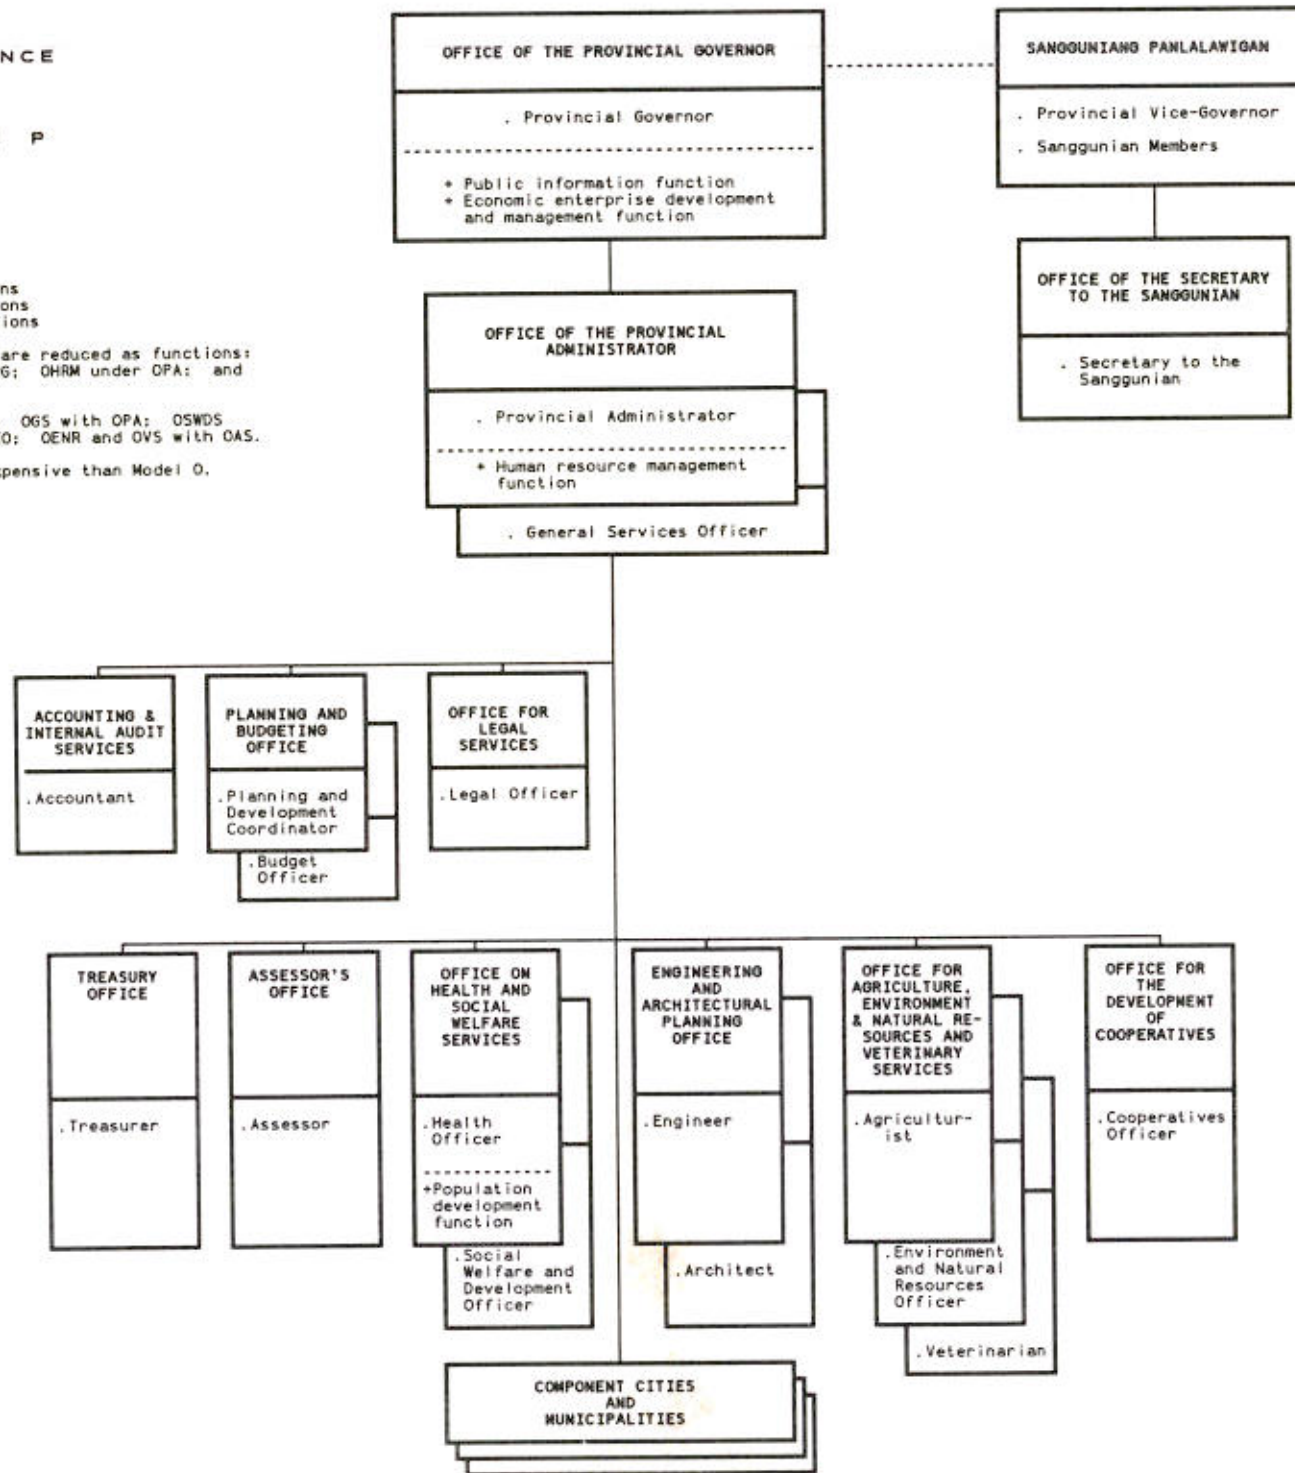 NCE
P
ns
ons
ions
are reduced as functions:
G; OHRM under OPA; and
OGS with OPA; OSWDS
O; OENR and OVS with OAS.
xpensive than Model O.
OFFICE OF THE PROVINCIAL GOVERNOR
. Provincial Governor
+ Public information function
+ Economic enterprise development
and management function
SANGGUNIANG PANLALAWIGAN
. Provincial Vice-Governor
. Sanggunian Members
OFFICE OF THE SECRETARY
TO THE SANGGUNIAN
. Secretary to the
Sanggunian
OFFICE OF THE PROVINCIAL
ADMINISTRATOR
. Provincial Administrator
+ Human resource management
function
. General Services Officer
ACCOUNTING &
INTERNAL AUDIT
SERVICES
.Accountant
PLANNING AND
BUDGETING
OFFICE
.Planning and
Development
Coordinator
.Budget
Officer
OFFICE FOR
LEGAL
SERVICES
.Legal Officer
TREASURY
OFFICE
.Treasurer
ASSESSOR'S
OFFICE
.Assessor
OFFICE ON
HEALTH AND
SOCIAL
WELFARE
SERVICES
.Health
Officer
+Population
development
function
.Social
Welfare and
Development
Officer
ENGINEERING
AND
ARCHITECTURAL
PLANNING
OFFICE
.Engineer
.Architect
OFFICE FOR
AGRICULTURE,
ENVIRONMENT
& NATURAL RE-
SOURCES AND
VETERINARY
SERVICES
.Agricultur-
ist
.Environment
and Natural
Resources
Officer
.Veterinarian
OFFICE FOR
THE
DEVELOPMENT
OF
COOPERATIVES
.Cooperatives
Officer
COMPONENT CITIES
AND
MUNICIPALITIES